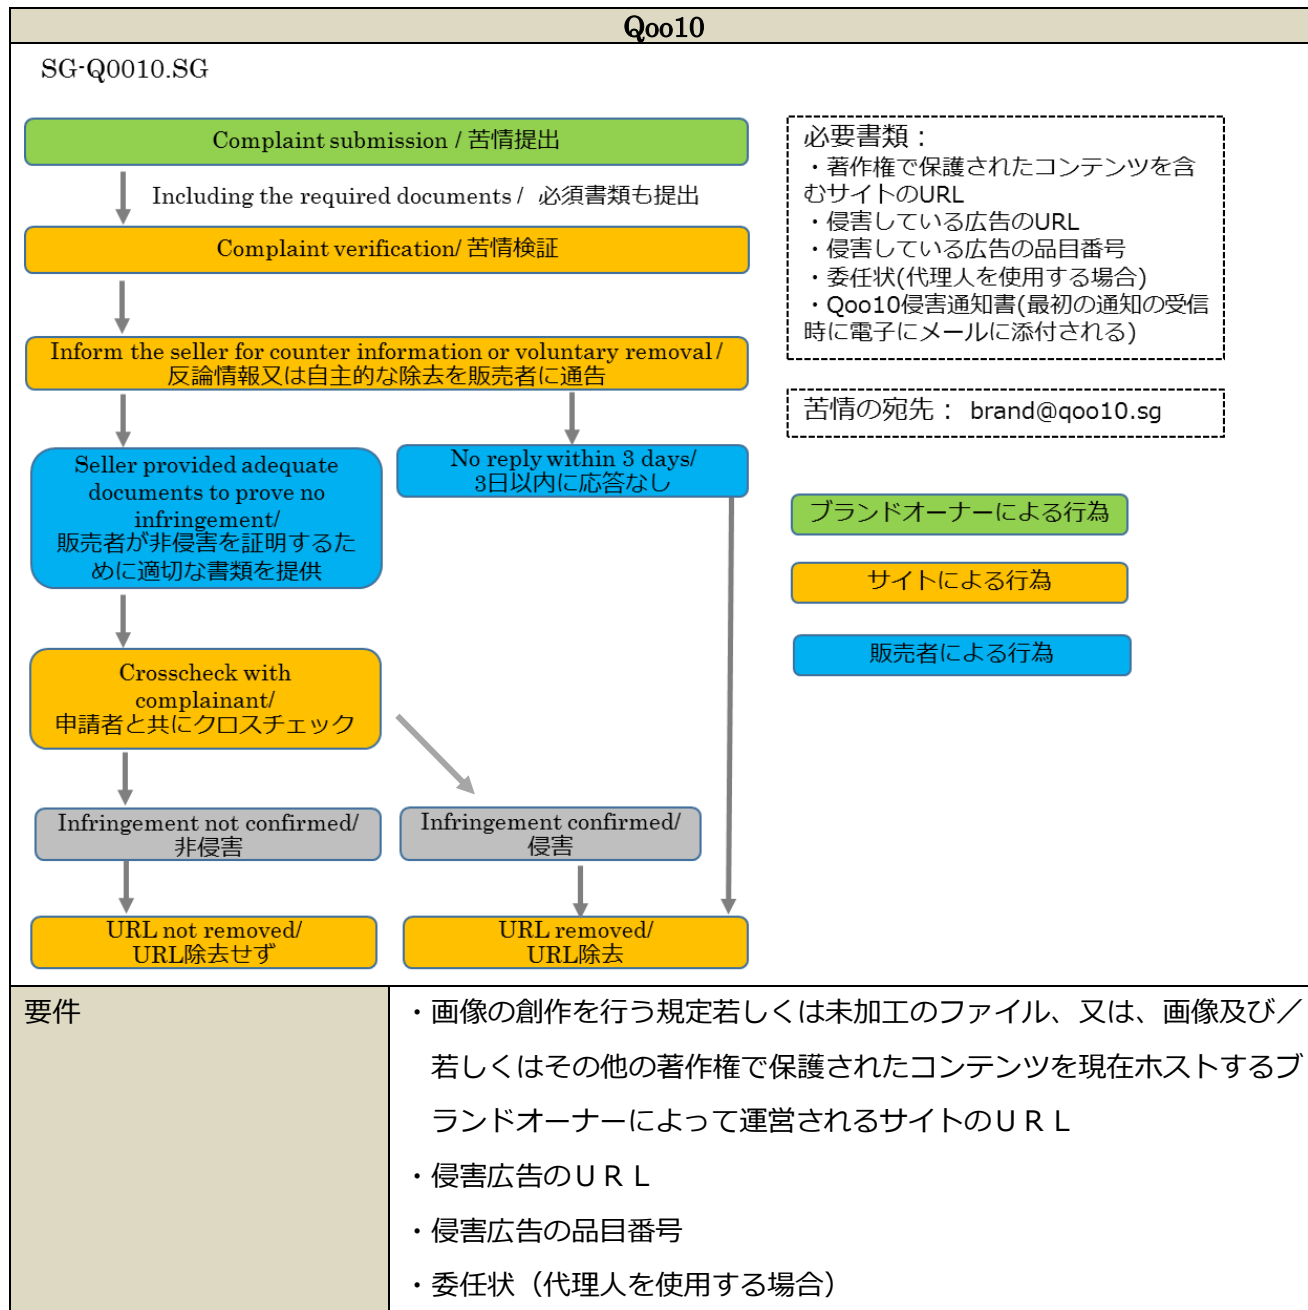 Qoo10
SG-Q0010.SG
Complaint submission / 苦情提出
Including the required documents / 必須書類も提出
Complaint verification/ 苦情検証
Inform the seller for counter information or voluntary removal /
反論情報又は自主的な除去を販売者に通告
Seller provided adequate
documents to prove no
infringement/
販売者が非侵害を証明するた
めに適切な書類を提供
No reply within 3 days/
3日以内に応答なし
Crosscheck with
complainant/
申請者と共にクロスチェック
Infringement not confirmed/
非侵害
Infringement confirmed/
侵害
URL not removed/
URL除去せず
URL removed/
URL除去
必要書類：
・著作権で保護されたコンテンツを含
むサイトのURL
・侵害している広告のURL
・侵害している広告の品目番号
・委任状(代理人を使用する場合)
・Qoo10侵害通知書(最初の通知の受信
時に電子にメールに添付される)
苦情の宛先： brand@qoo10.sg
ブランドオーナーによる行為
サイトによる行為
販売者による行為
要件
・画像の創作を行う規定若しくは未加工のファイル、又は、画像及び／
若しくはその他の著作権で保護されたコンテンツを現在ホストするブ
ランドオーナーによって運営されるサイトのＵＲＬ
・侵害広告のＵＲＬ
・侵害広告の品目番号
・委任状（代理人を使用する場合）